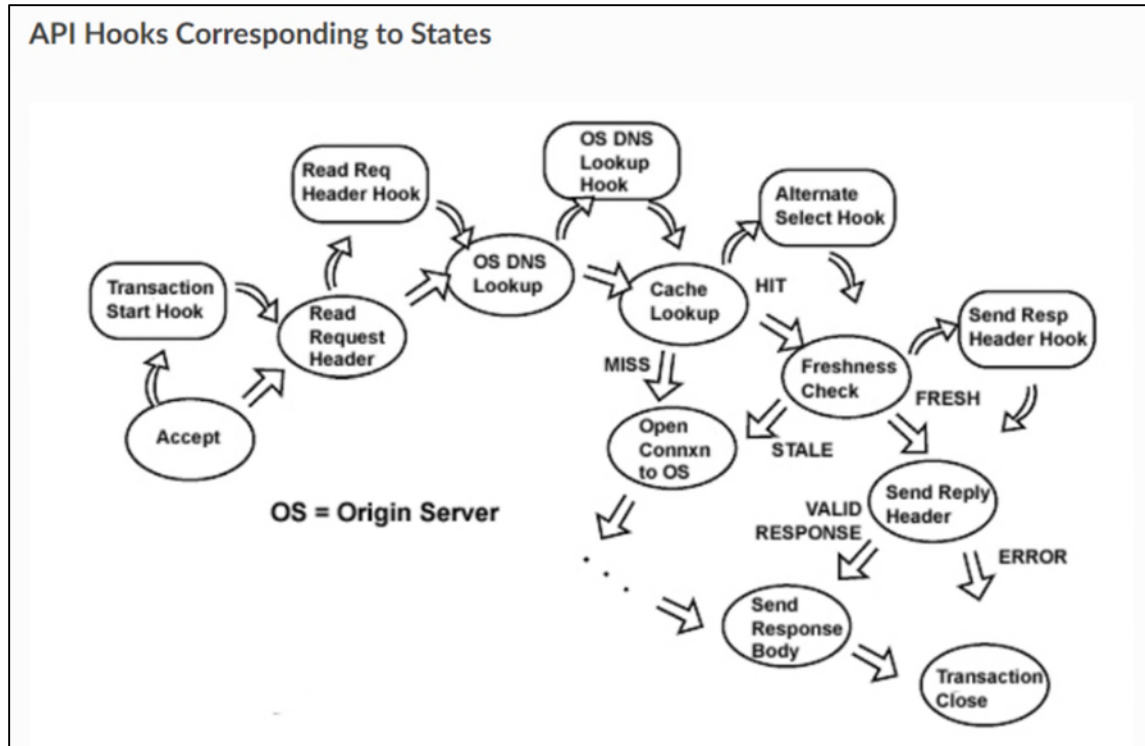 API Hooks Corresponding to States
OS DNS
Lookup
Hook
Read Req
Header Hook
Alternate
Select Hook
OS DNS
Lookup
Transaction
Start Hook
Cache
Lookup
HIT
Read
Request
Header
Send Resp
Header Hook
MISS
Freshness
Check
FRESH
Accept
Open
Connxn
to OS
STALE
OS = Origin Server
VALID
RESPONSE
Send Reply
Header
ERROR
Send
Response
Body
Transaction
Close